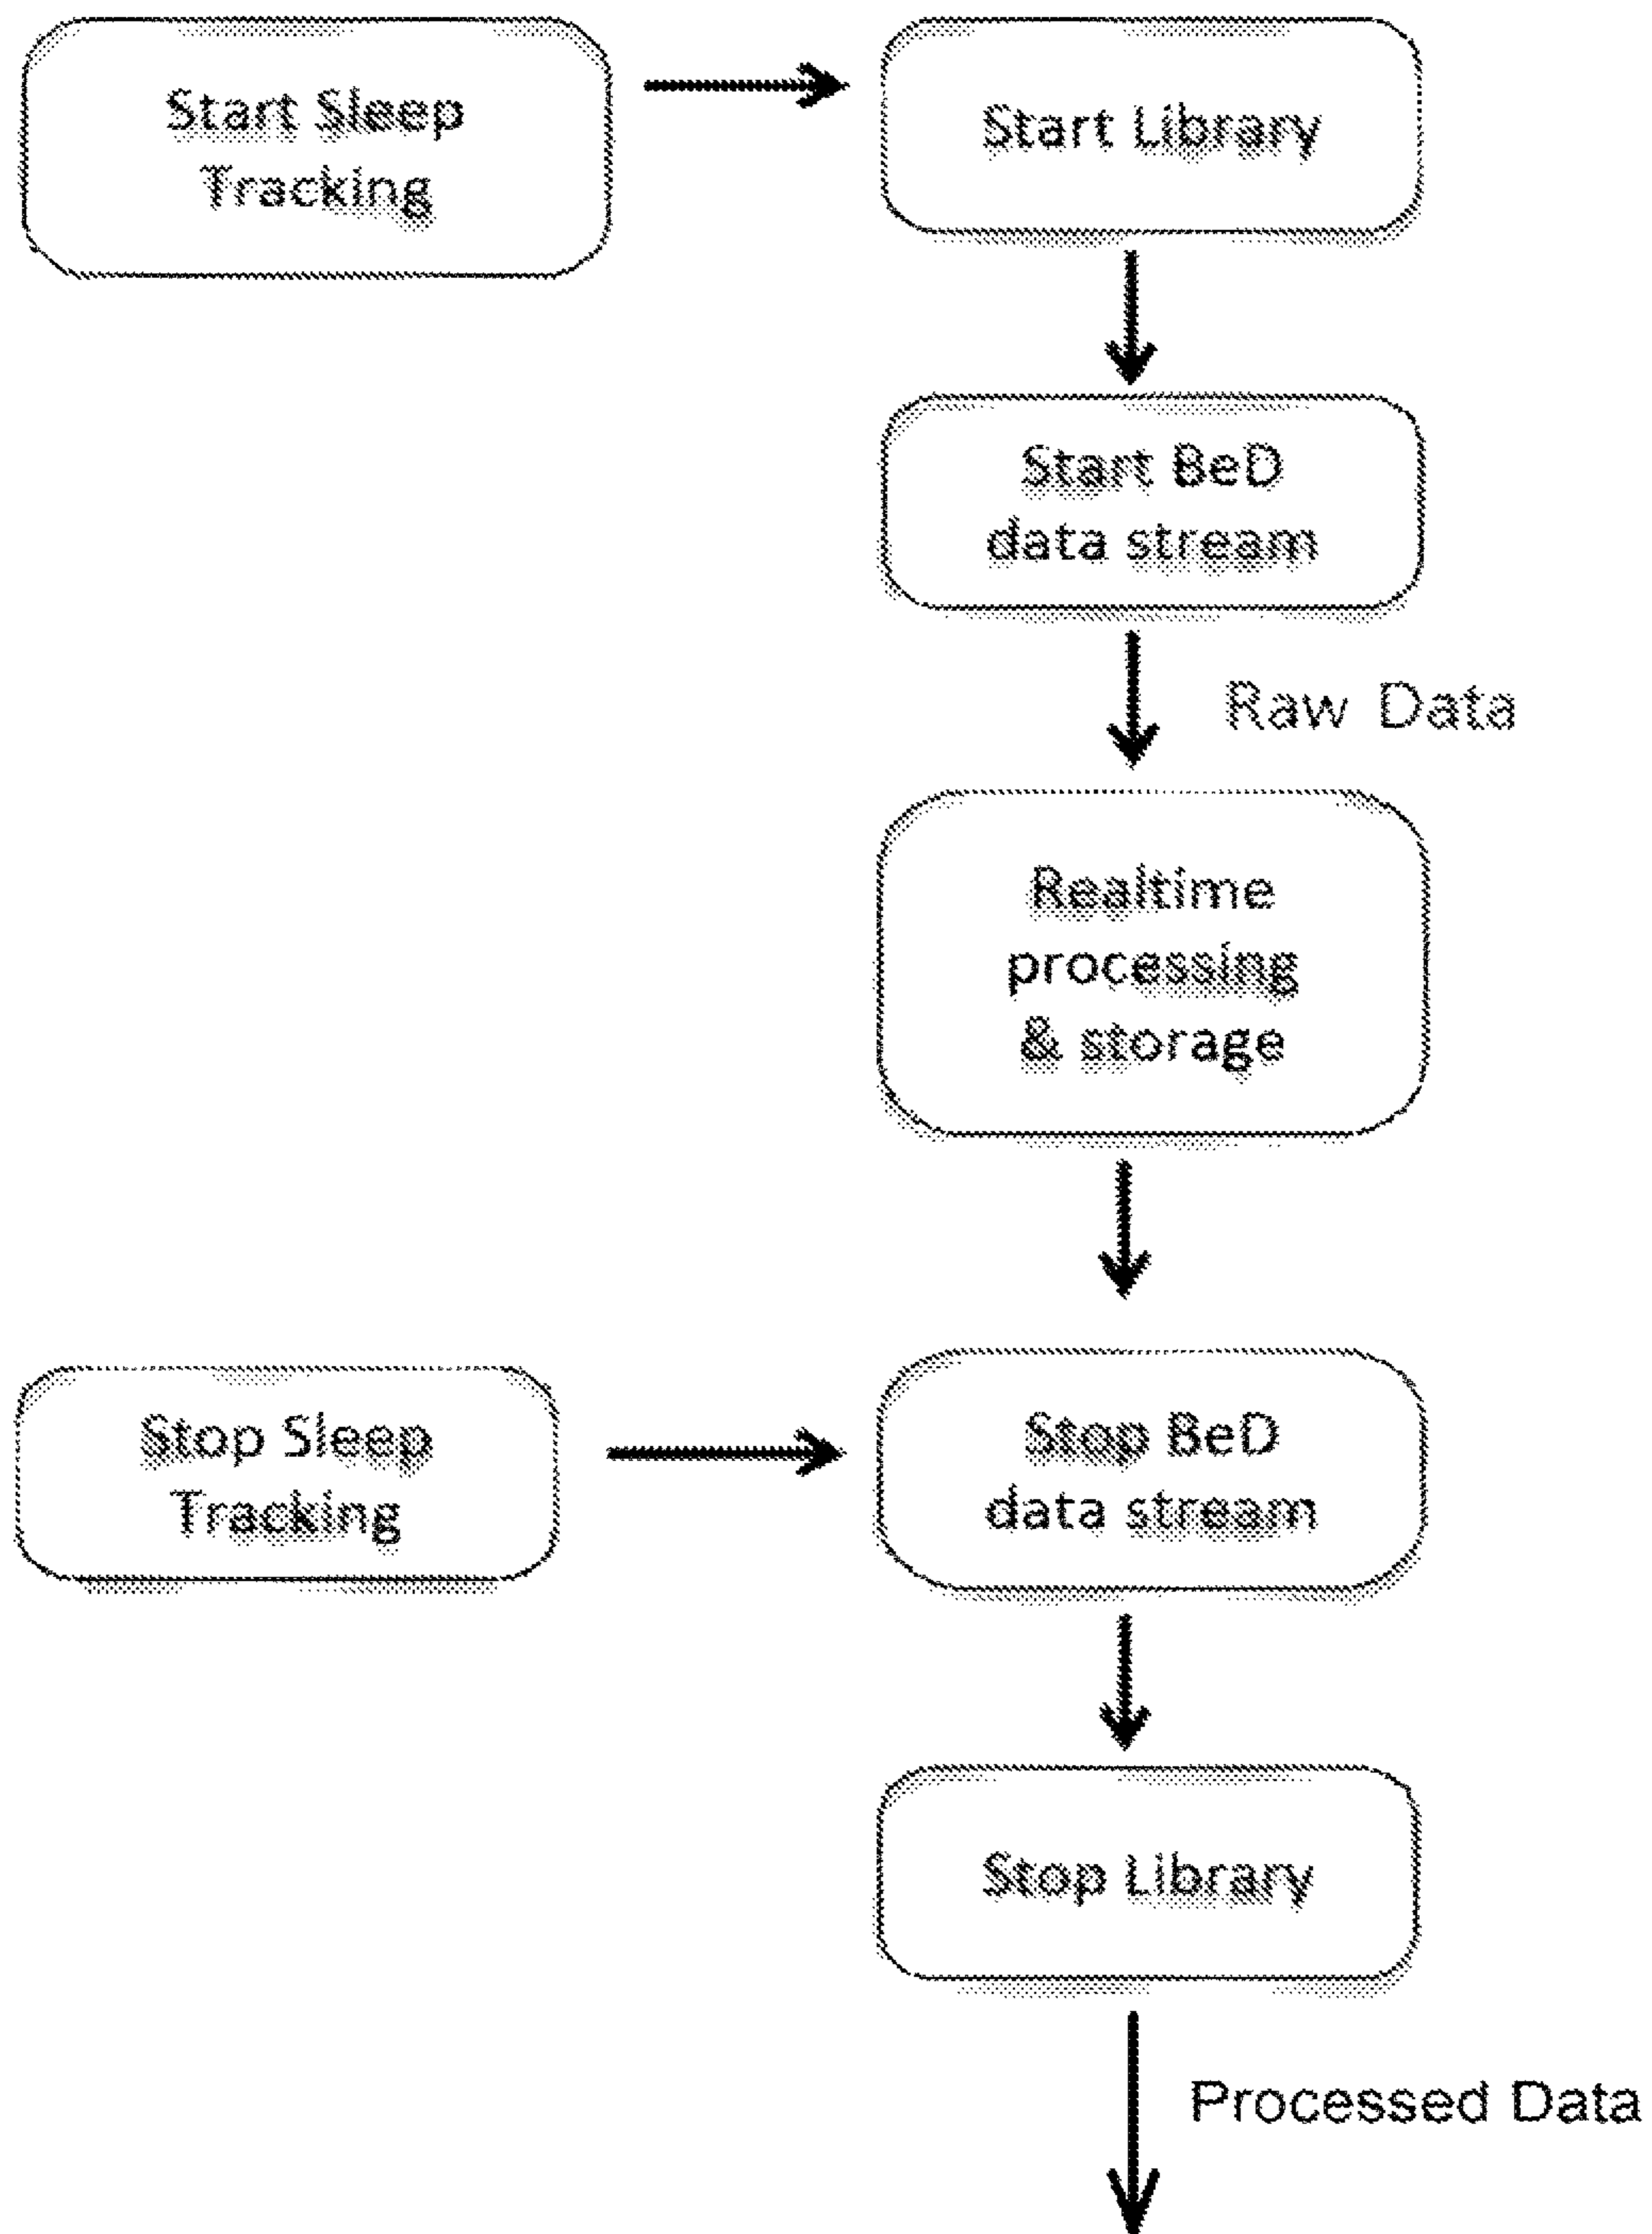 Start Sleep
Tracking
Start Library
Start BeD
data stream
Raw Data
Realtime
processing
& storage
Stop Sleep
Tracking
Stop BeD
data stream
Stop Library
Processed Data